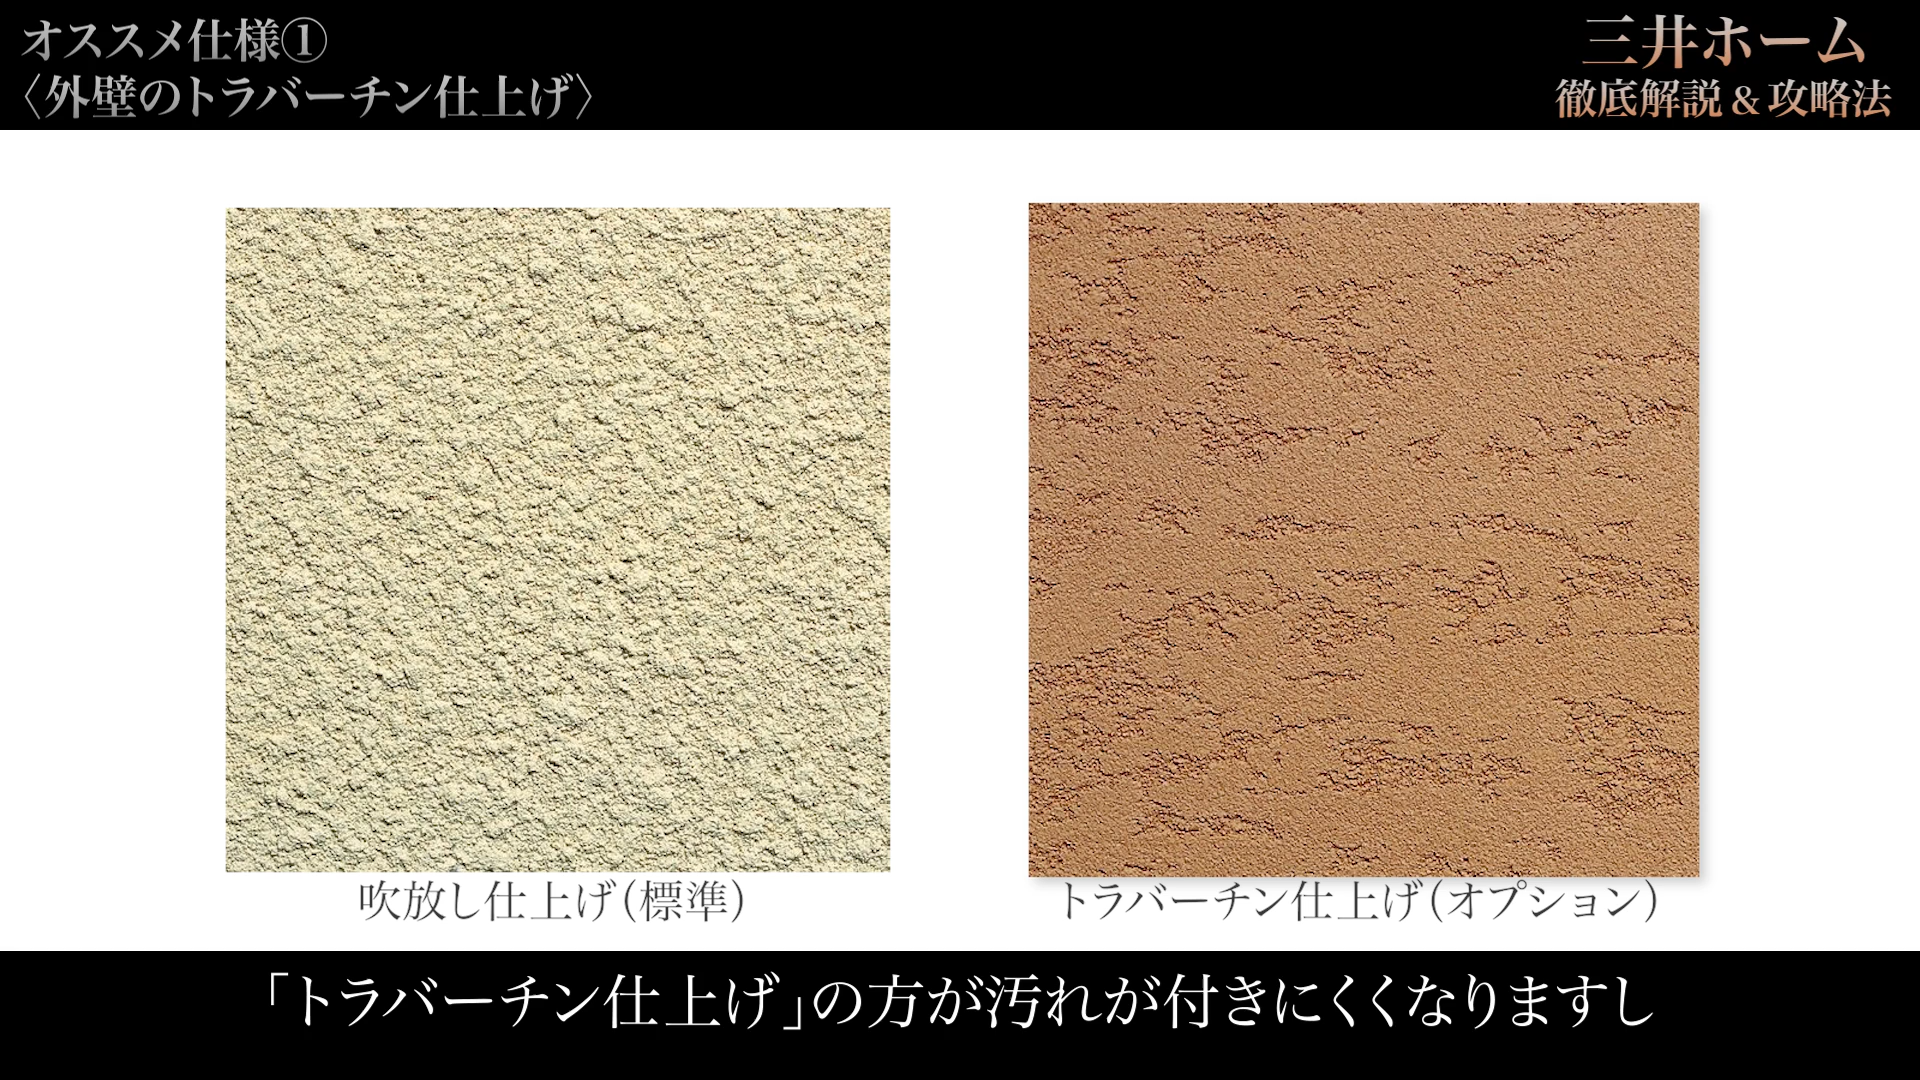 オススメ仕様①
〈外壁のトラバーチン仕上げ〉
三井ホーム
徹底解説&攻略法
吹放し仕上げ(標準)
トラバーチン仕上げ(オプション)
「トラバーチン仕上げ」の方が汚れが付きにくくなりますし